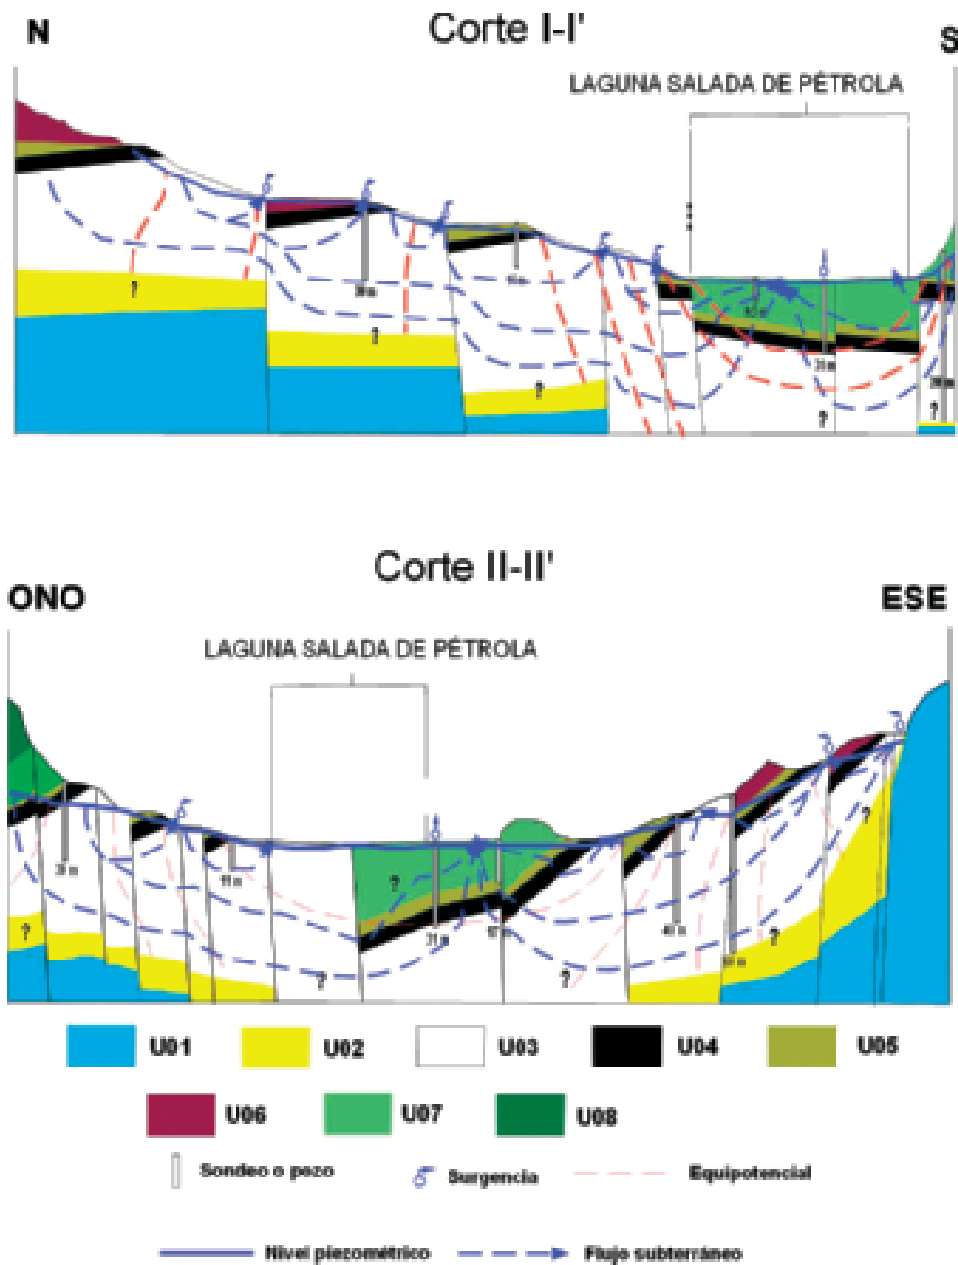 Corte I-I'
N
S
LAGUNA SALADA DE PÉTROLA
?
?
?
?
?
Corte II-II'
ONO
ESE
LAGUNA SALADA DE PÉTROLA
?
?
?
?
?
?
U01
U02
U03
U04
U05
U06
U07
U08
Sondeo o pozo
Surgencia
Equipotencial
Nivel piezométrico
Flujo subterráneo